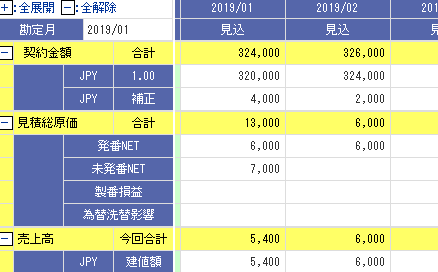 +:全展開 −:全解除 2019/01 2019/02
勘定月 2019/01 見込 見込
− 契約金額 合計 324,000 326,000
JPY 1.00 320,000 324,000
JPY 補正 4,000 2,000
− 見積総原価 合計 13,000 6,000
発番NET 6,000 6,000
未発番NET 7,000
製番損益
為替洗替影響
− 売上高 今回合計 5,400 6,000
JPY 建値額 5,400 6,000